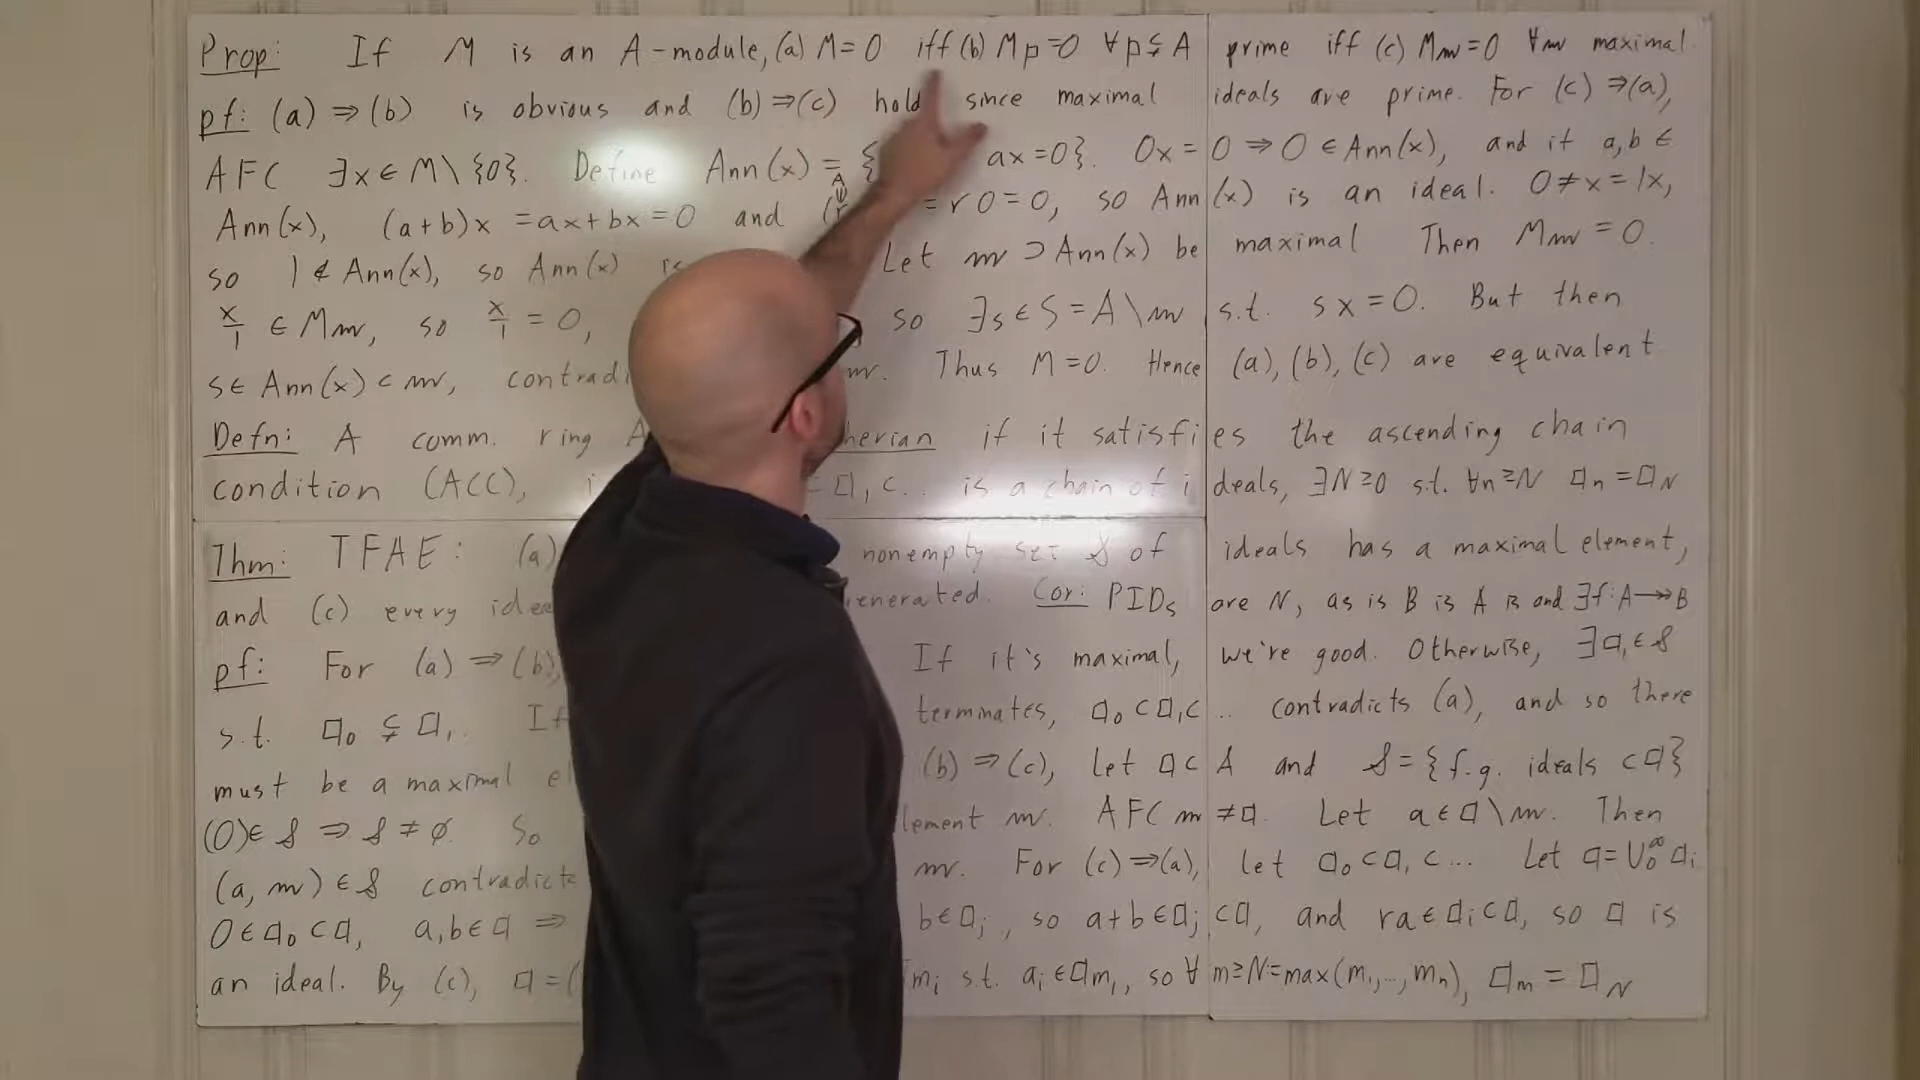 Prop: If M is an A-module, (a) M=0 iff (b) Mp=0 ∀p⊊A prime iff (c) M𝔪=0 ∀𝔪 maximal.
pf: (a) ⇒ (b) is obvious and (b) ⇒ (c) hold since maximal ideals are prime. For (c) ⇒ (a),
AFC ∃x∈M\{0}. Define Ann(x) = { ax=0}. 0x=0 ⇒ 0∈Ann(x), and if a,b∈
Ann(x), (a+b)x = ax+bx=0 and = r0=0, so Ann(x) is an ideal. 0≠x=1x,
so 1∉Ann(x), so Ann(x) is Let 𝔪⊃Ann(x) be maximal Then M𝔪=0.
x/1 ∈ M𝔪, so x/1 = 0, so ∃s∈S=A\𝔪 s.t. sx=0. But then
s∈Ann(x)⊂𝔪, 𝔪. Thus M=0. Hence (a), (b), (c) are equivalent
Defn: A comm. ring if it satisfies the ascending chain
condition (ACC), is a chain of ideals, ∃N≥0 s.t. ∀n≥N 𝔞n=𝔞N
Thm: TFAE: (a) nonempty set 𝒮 of ideals has a maximal element,
and (c) every Cor: PIDs are N, as is B is A is and ∃f:A↠B
pf: For (a) ⇒ (b), If it's maximal, we're good. Otherwise, ∃𝔞1∈𝒮
s.t. 𝔞0⊊𝔞1. If terminates, 𝔞0⊂𝔞1⊂... contradicts (a), and so there
must be a maximal (b) ⇒ (c), Let 𝔞⊂A and 𝒮={f.g. ideals ⊂𝔞}
(0)∈𝒮 ⇒ 𝒮≠∅. So 𝔪. AFC 𝔪≠𝔞. Let a∈𝔞\𝔪. Then
(a,𝔪)∈𝒮 contradicts 𝔪. For (c) ⇒ (a), let 𝔞0⊂𝔞1⊂... Let 𝔞=∪0^∞ 𝔞i
0∈𝔞0⊂𝔞, a,b∈𝔞 ⇒ b∈𝔞j, so a+b∈𝔞j⊂𝔞, and ra∈𝔞i⊂𝔞, so 𝔞 is
an ideal. By (c), 𝔞=( mi s.t. ai∈𝔞mi, so ∀m≥N=max(m1,...,mn), 𝔞m=𝔞N